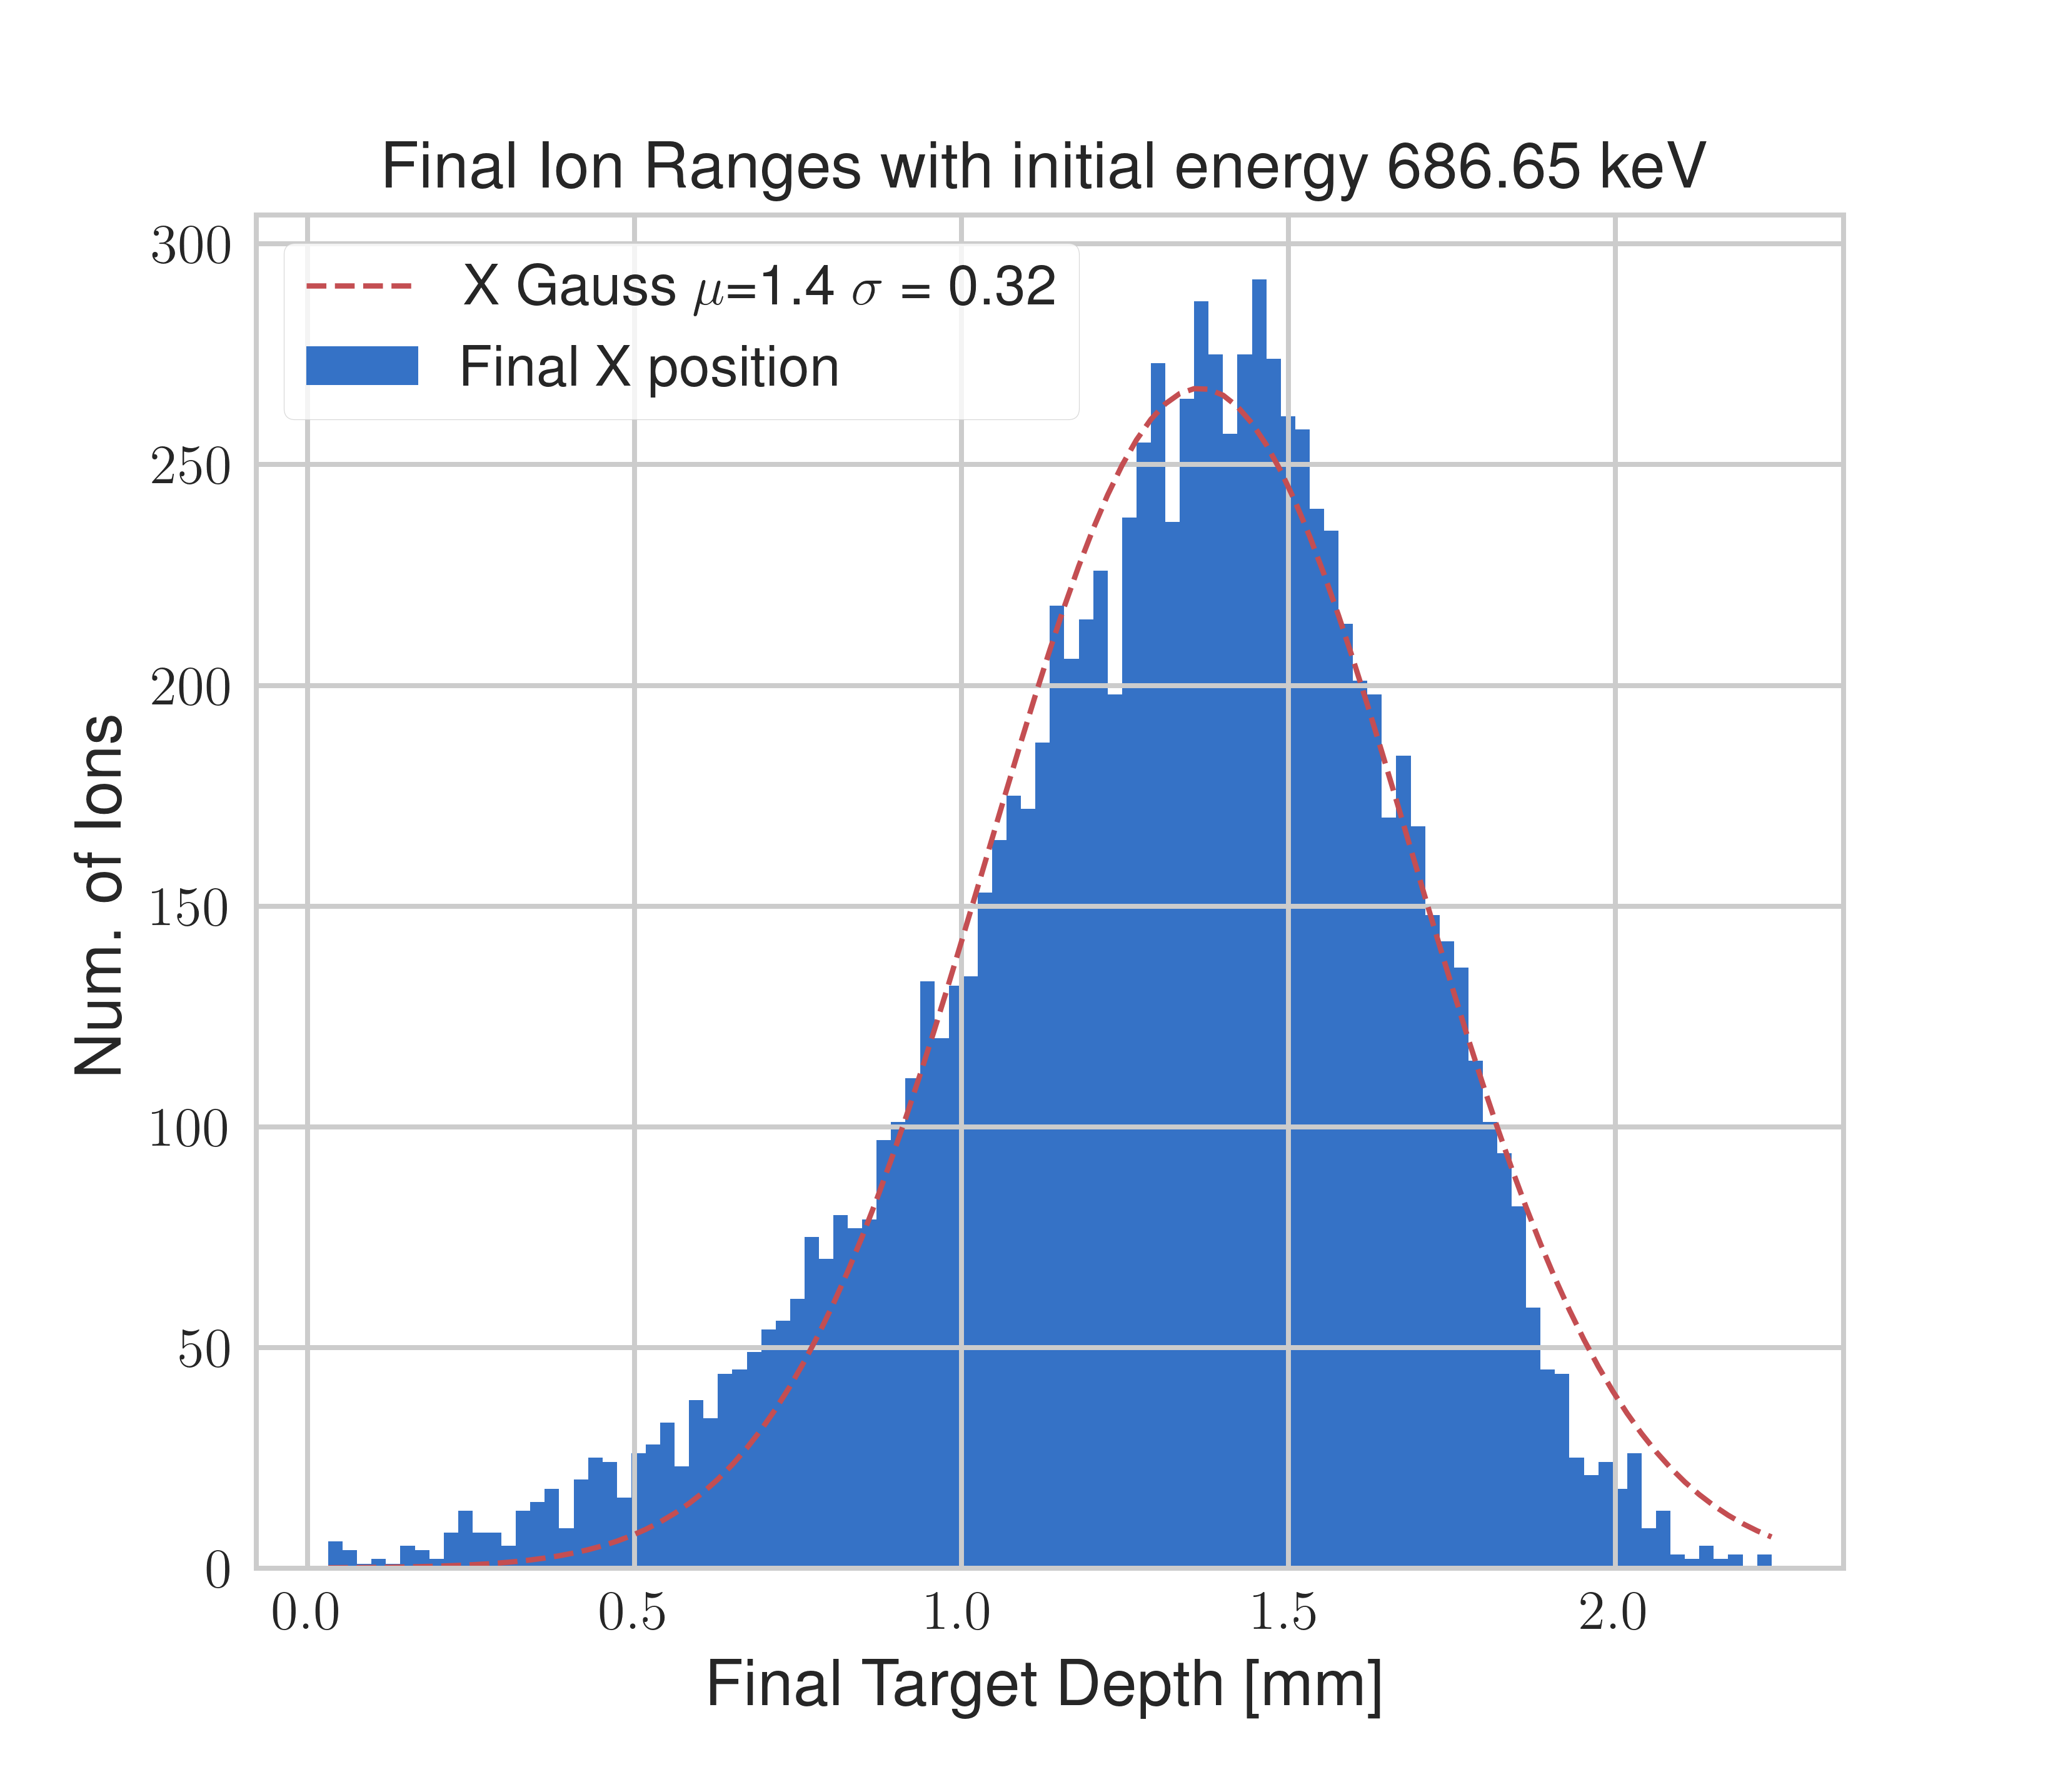 Final Ion Ranges with initial energy 686.65 keV
X Gauss μ=1.4 σ = 0.32
Final X position
Num. of Ions
300
250
200
150
100
50
0
0.0 0.5 1.0 1.5 2.0
Final Target Depth [mm]